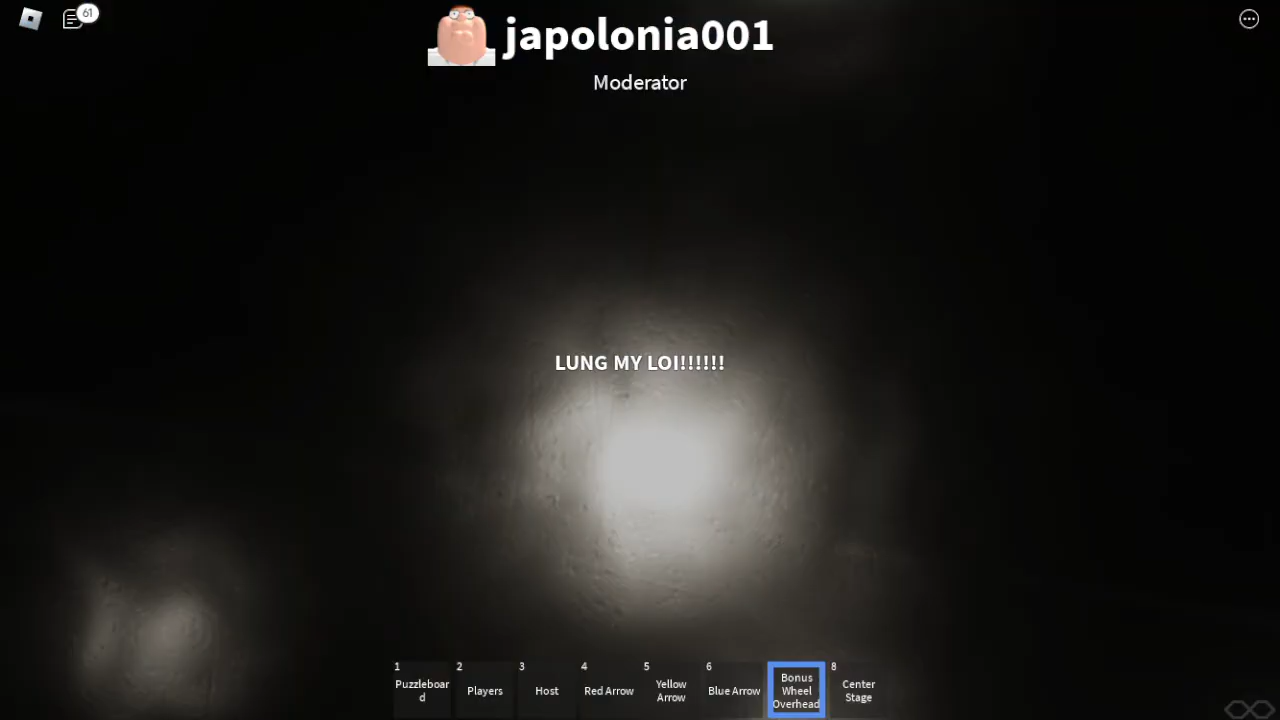 61
japolonia001
Moderator
LUNG MY LOI!!!!!!
1
Puzzleboar
d
2
Players
3
Host
4
Red Arrow
5
Yellow
Arrow
6
Blue Arrow
Bonus
Wheel
Overhead
8
Center
Stage